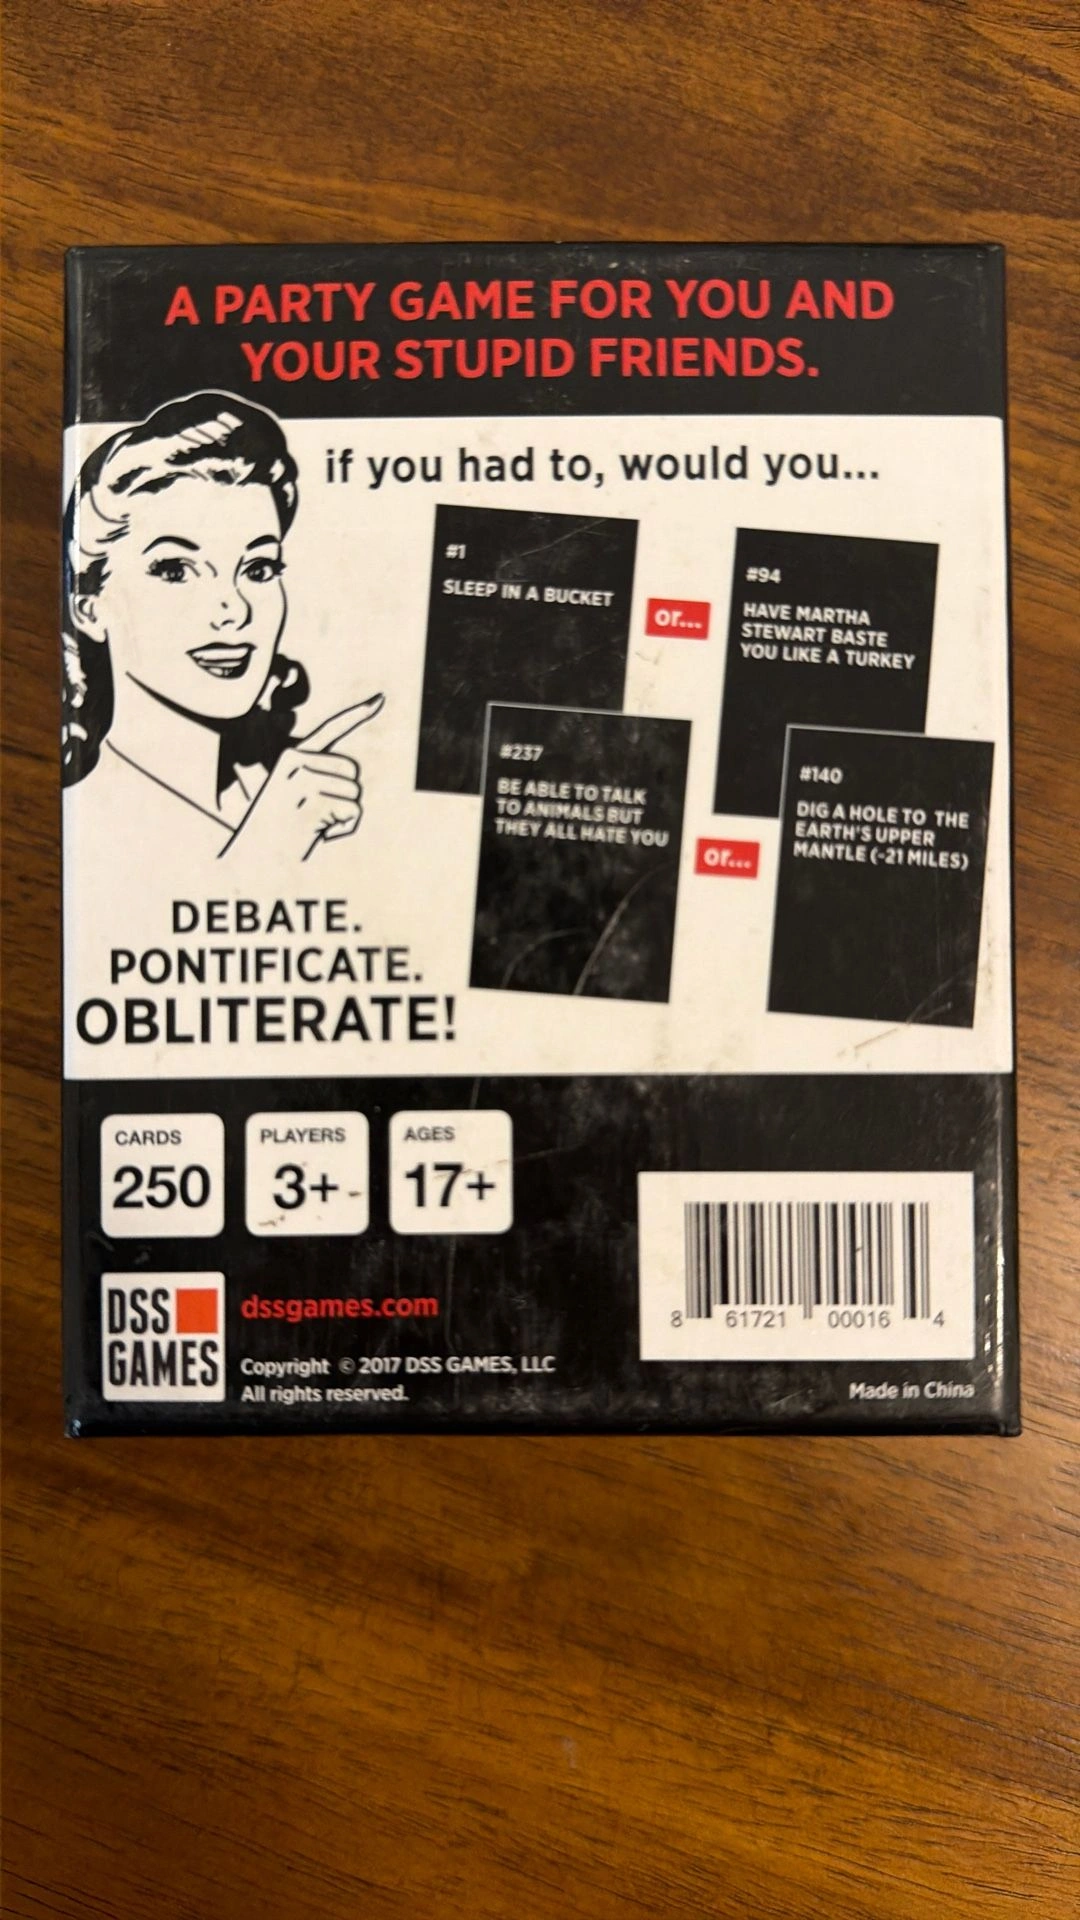 A PARTY GAME FOR YOU AND
YOUR STUPID FRIENDS.
if you had to, would you...
#1
SLEEP IN A BUCKET
or...
#94
HAVE MARTHA
STEWART BASTE
YOU LIKE A TURKEY
#237
BE ABLE TO TALK
TO ANIMALS BUT
THEY ALL HATE YOU
or...
#140
DIG A HOLE TO THE
EARTH'S UPPER
MANTLE (~21 MILES)
DEBATE.
PONTIFICATE.
OBLITERATE!
CARDS
250
PLAYERS
3+
AGES
17+
DSS
GAMES
dssgames.com
Copyright © 2017 DSS GAMES, LLC
All rights reserved.
8 61721 00016 4
Made in China